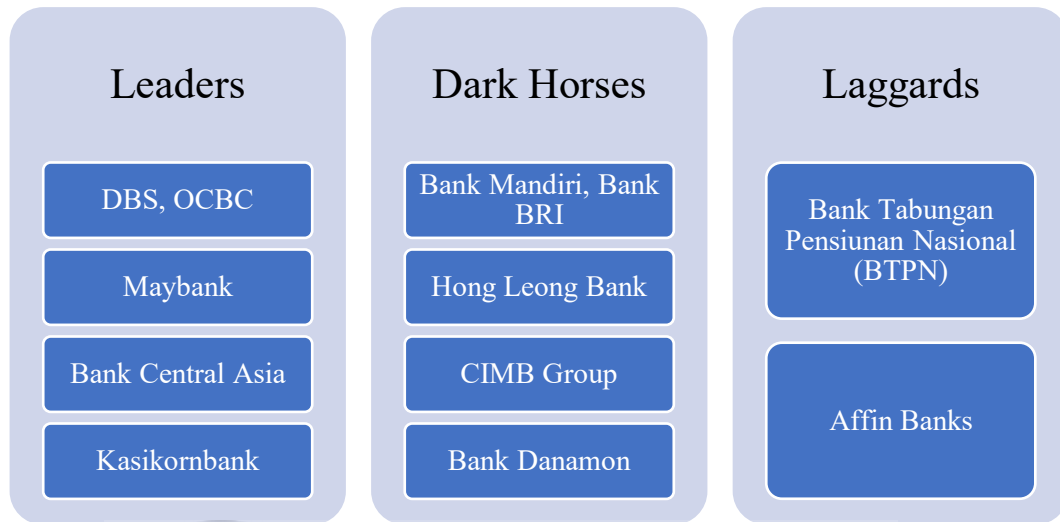 Leaders
DBS, OCBC
Maybank
Bank Central Asia
Kasikornbank
Dark Horses
Bank Mandiri, Bank
BRI
Hong Leong Bank
CIMB Group
Bank Danamon
Laggards
Bank Tabungan
Pensiunan Nasional
(BTPN)
Affin Banks